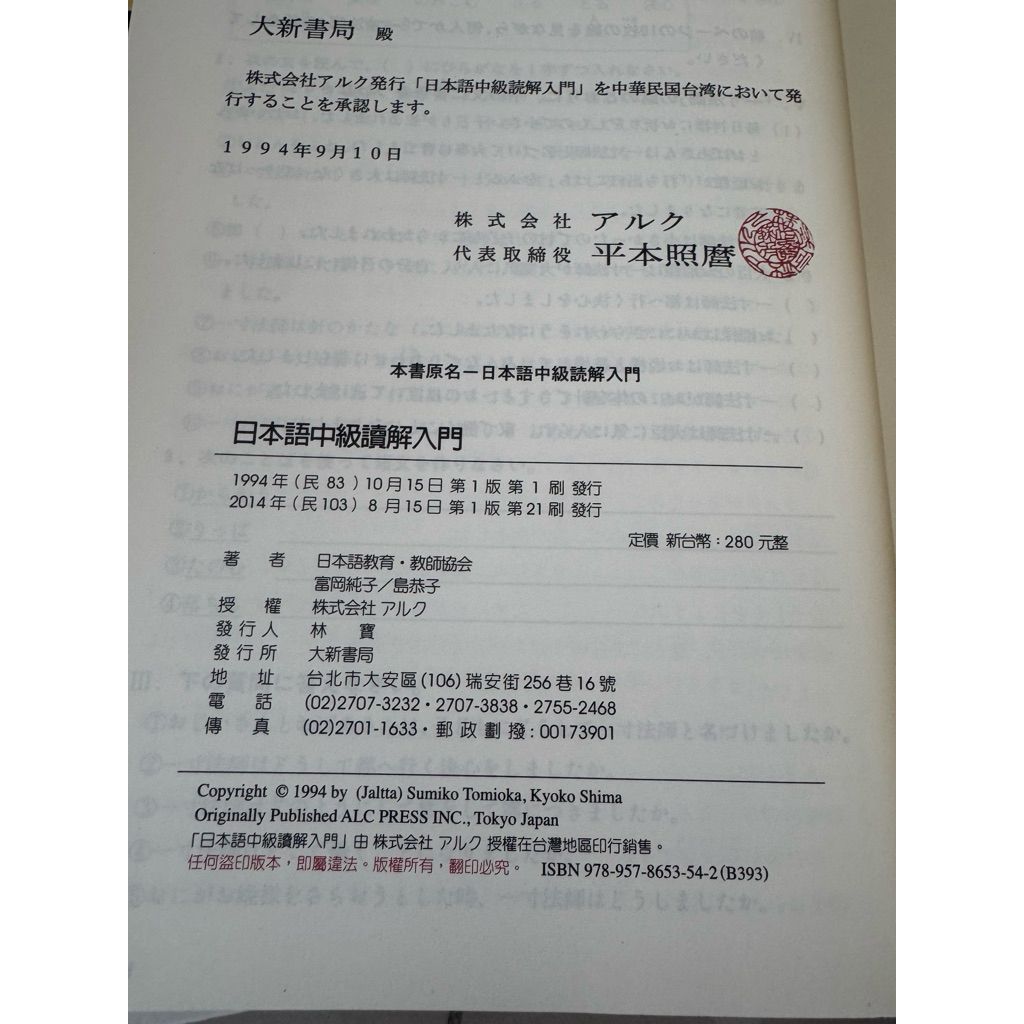 大新書局 殿
株式会社アルク発行「日本語中級読解入門」を中華民国台湾において発
行することを承認します。
1994年9月10日
株式会社 アルク
代表取締役 平本照麿
本書原名－日本語中級読解入門
日本語中級讀解入門
1994年(民 83) 10月15日 第1版 第1刷 發行
2014年(民103) 8月15日 第1版 第21刷 發行
定價 新台幣：280 元整
著者 日本語教育・教師協会
富岡純子／島恭子
授權 株式会社 アルク
發行人 林寶
發行所 大新書局
地址 台北市大安區(106)瑞安街256巷16號
電話 (02)2707-3232・2707-3838・2755-2468
傳真 (02)2701-1633・郵政劃撥：00173901
Copyright © 1994 by (Jaltta) Sumiko Tomioka, Kyoko Shima
Originally Published ALC PRESS INC., Tokyo Japan
「日本語中級讀解入門」由 株式会社 アルク 授權在台灣地區印行銷售。
任何盜印版本，即屬違法。版權所有，翻印必究。 ISBN 978-957-8653-54-2 (B393)